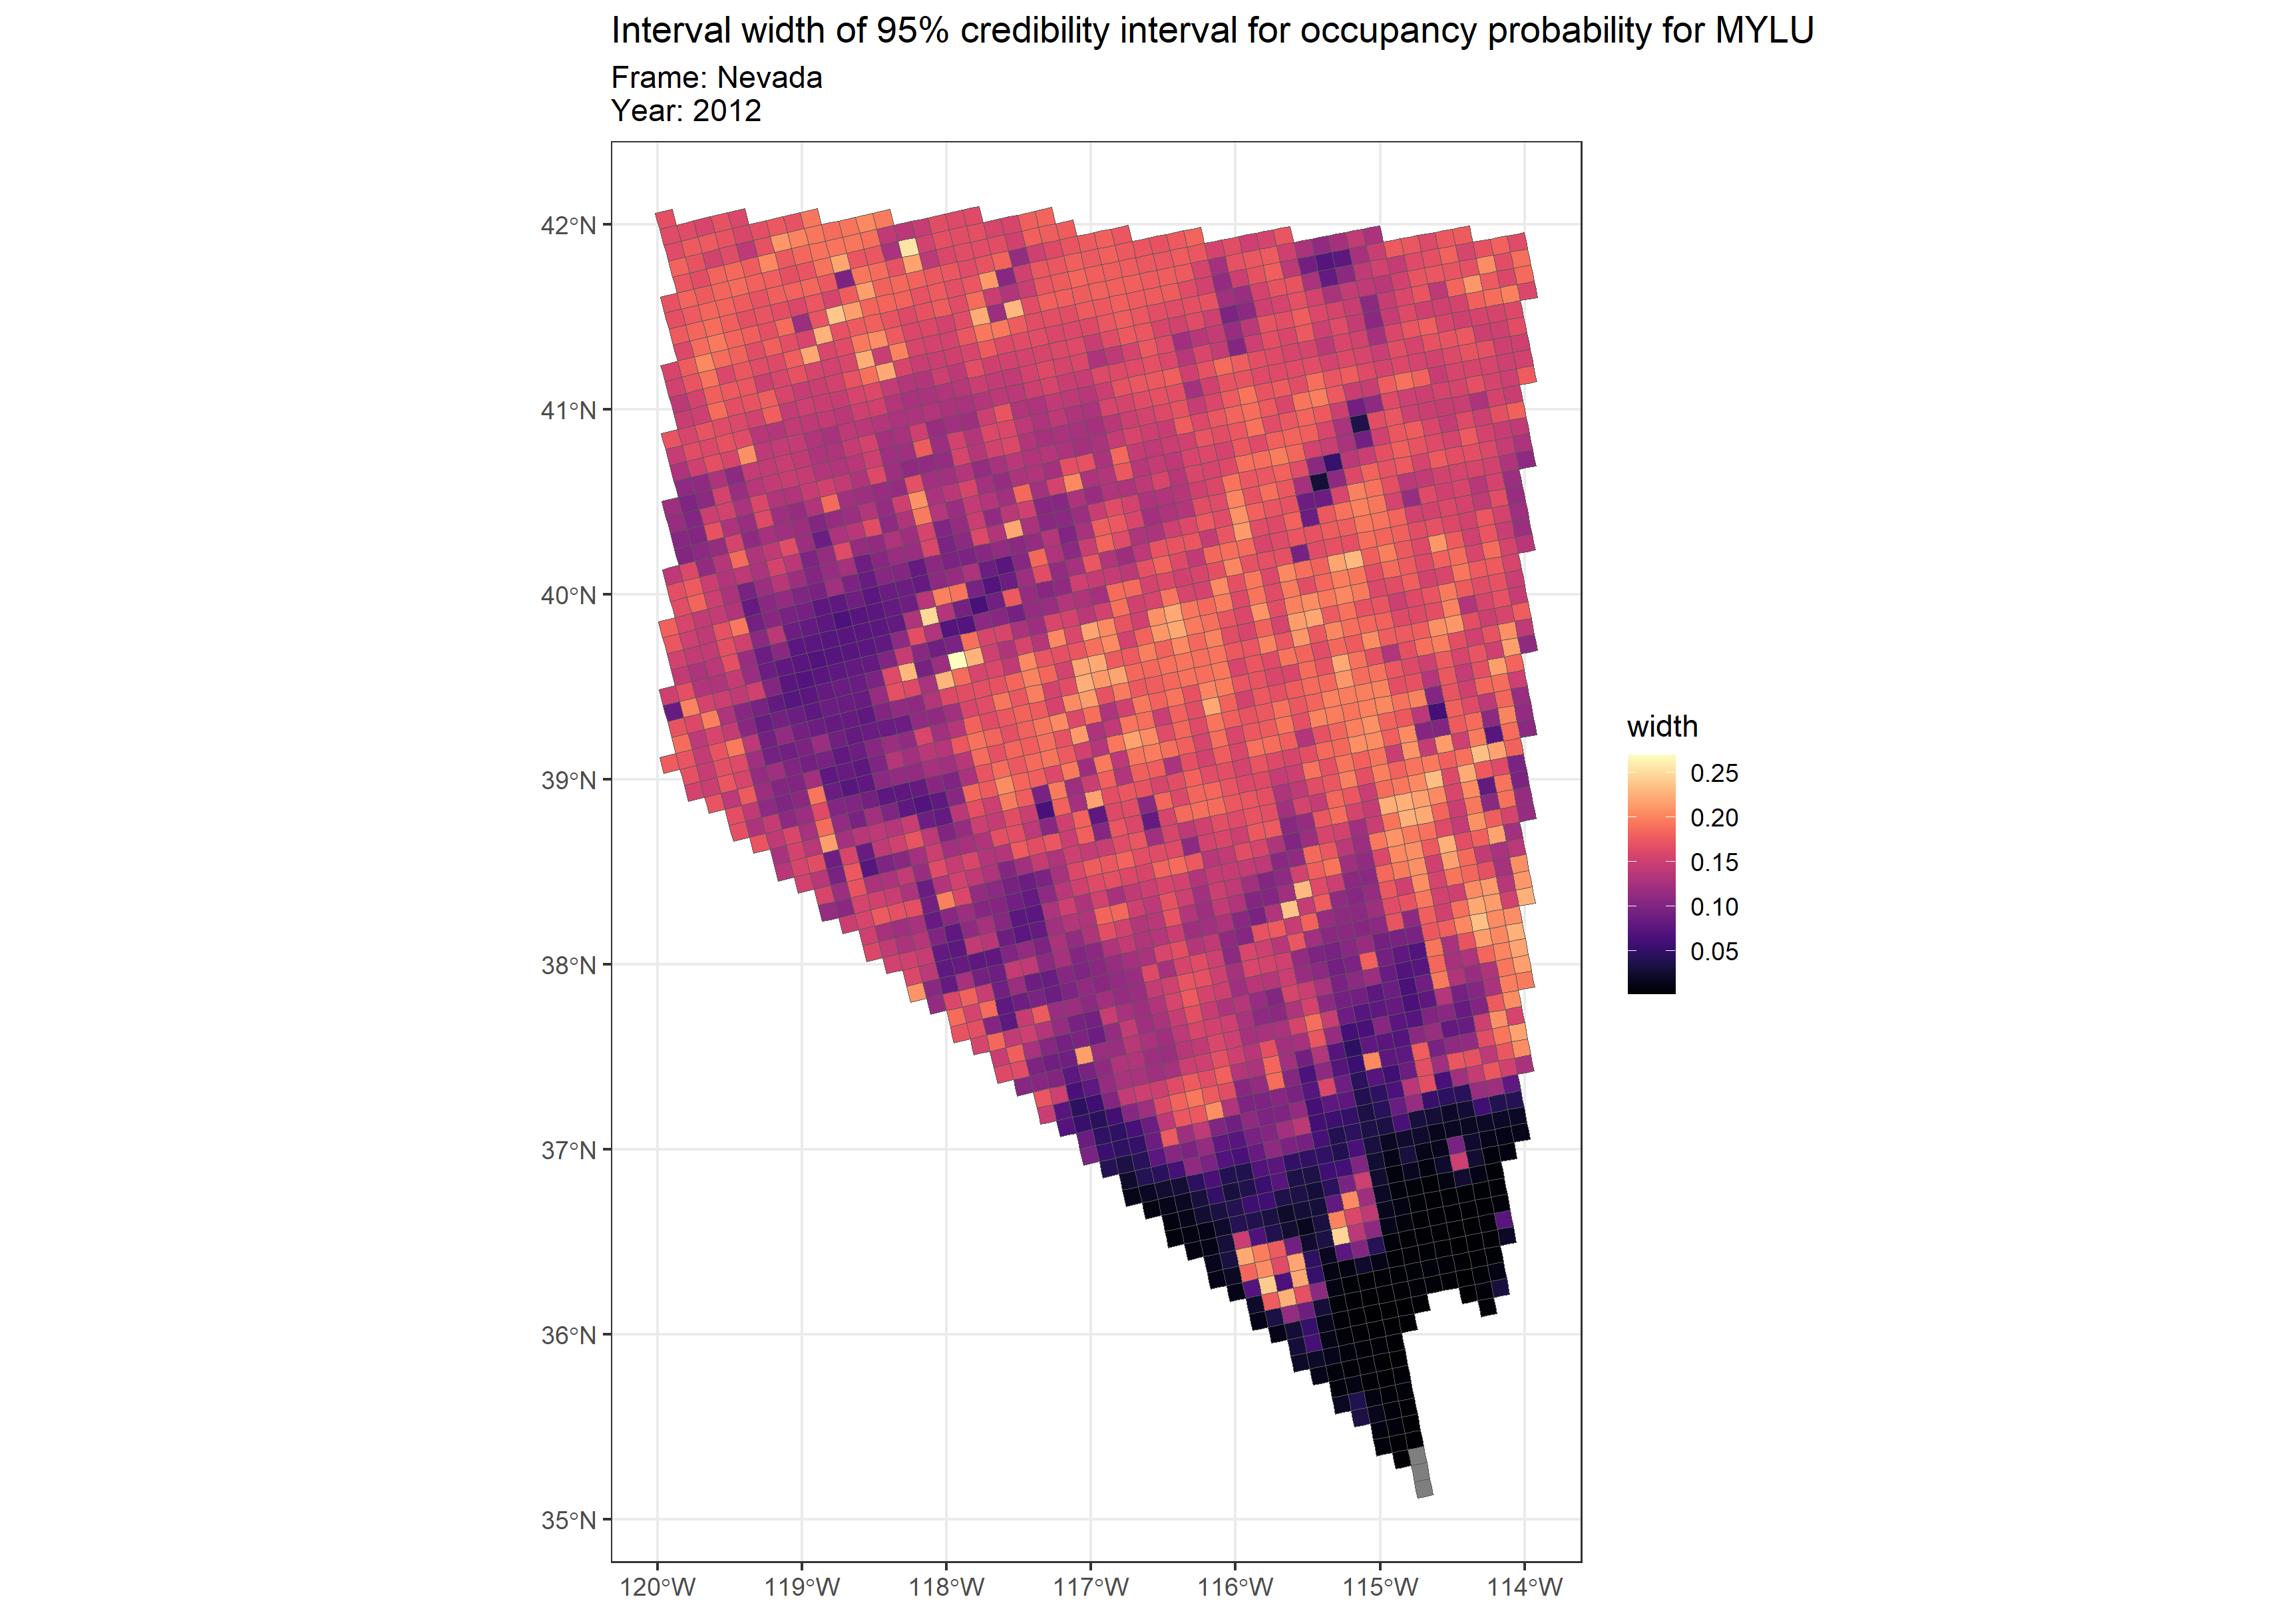 Interval width of 95% credibility interval for occupancy probability for MYLU
Frame: Nevada
Year: 2012
42°N
41°N
40°N
39°N
38°N
37°N
36°N
35°N
120°W
119°W
118°W
117°W
116°W
115°W
114°W
width
0.25
0.20
0.15
0.10
0.05